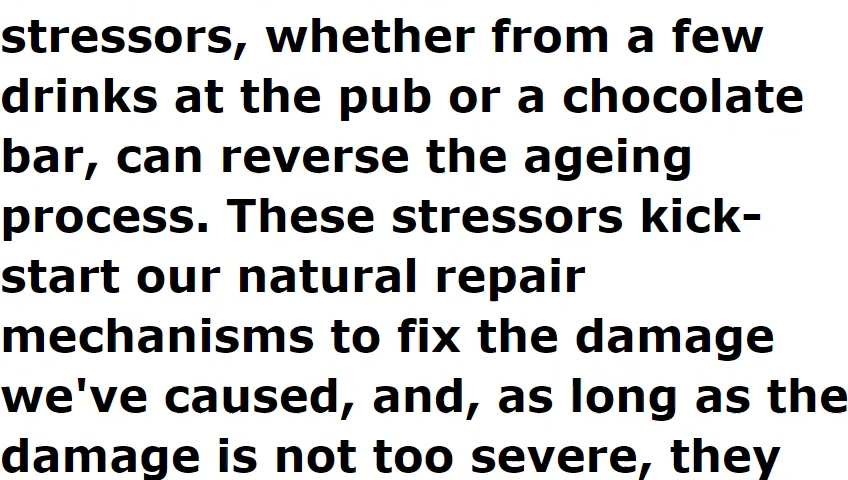 stressors, whether from a few
drinks at the pub or a chocolate
bar, can reverse the ageing
process. These stressors kick-
start our natural repair
mechanisms to fix the damage
we've caused, and, as long as the
damage is not too severe, they